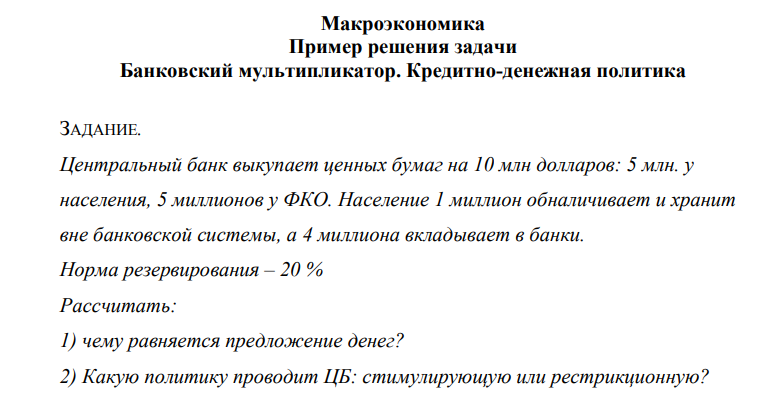 Макроэкономика
Пример решения задачи
Банковский мультипликатор. Кредитно-денежная политика
ЗАДАНИЕ.
Центральный банк выкупает ценных бумаг на 10 млн долларов: 5 млн. у
населения, 5 миллионов у ФКО. Население 1 миллион обналичивает и хранит
вне банковской системы, а 4 миллиона вкладывает в банки.
Норма резервирования – 20 %
Рассчитать:
1) чему равняется предложение денег?
2) Какую политику проводит ЦБ: стимулирующую или рестрикционную?